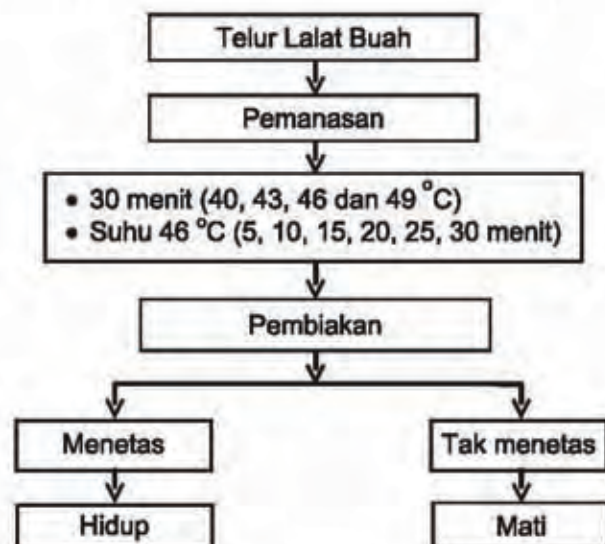 Telur Lalat Buah
Pemanasan
• 30 menit (40, 43, 46 dan 49 °C)
• Suhu 46 °C (5, 10, 15, 20, 25, 30 menit)
Pembiakan
Menetas
Tak menetas
Hidup
Mati